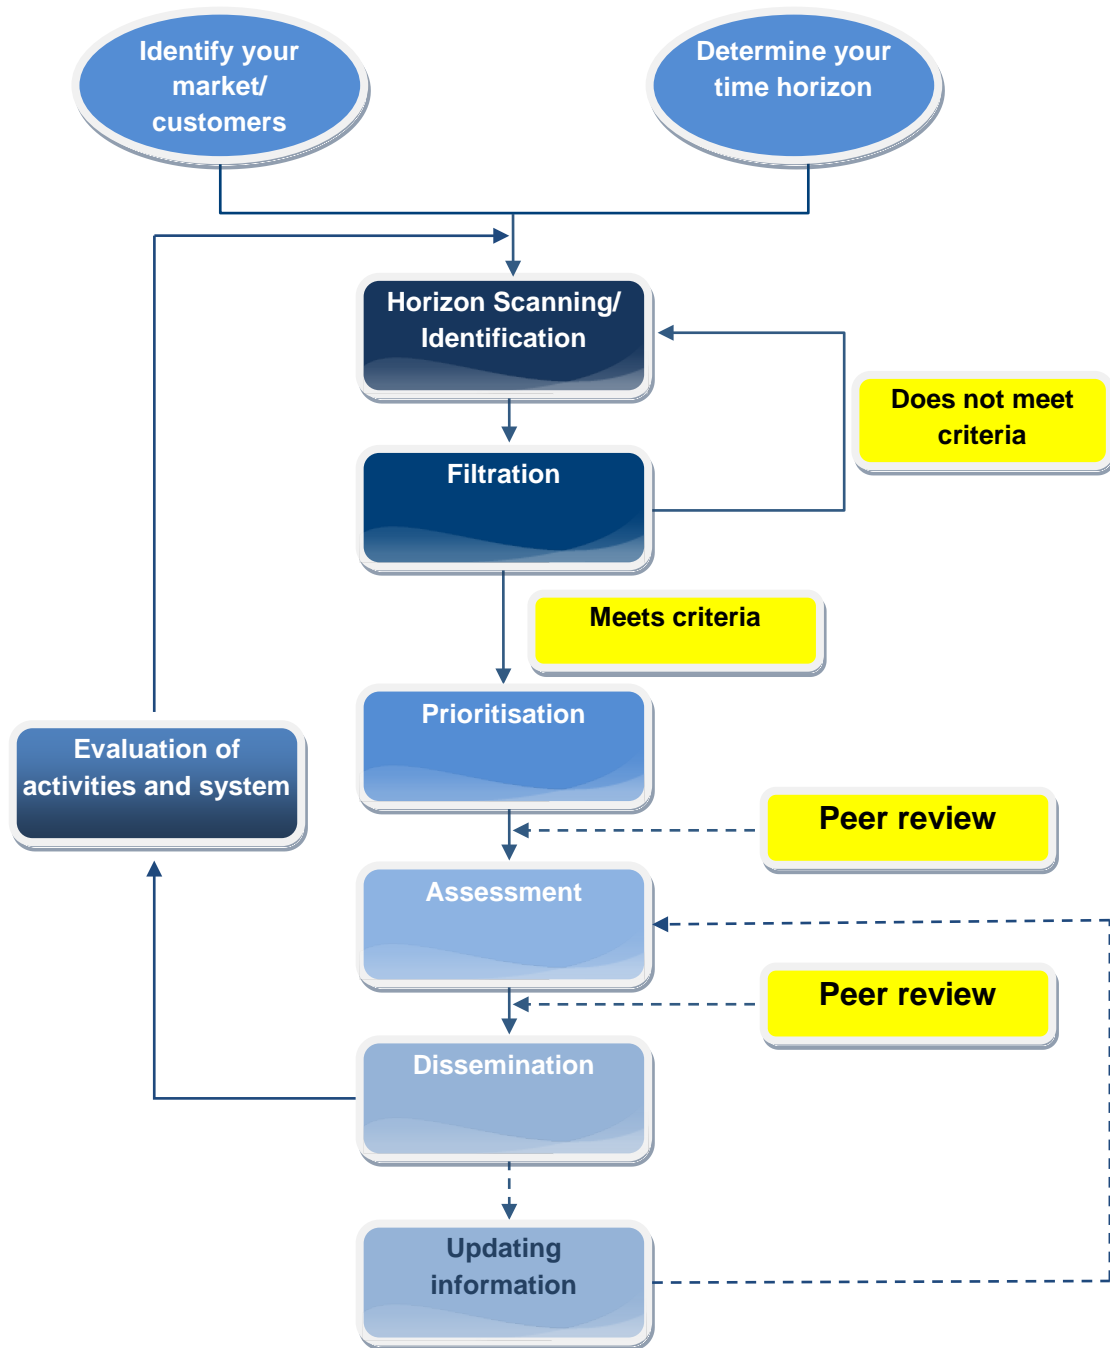 Identify your
market/
customers
Determine your
time horizon
Horizon Scanning/
Identification
Does not meet
criteria
Filtration
Meets criteria
Prioritisation
Evaluation of
activities and system
Peer review
Assessment
Peer review
Dissemination
Updating
information